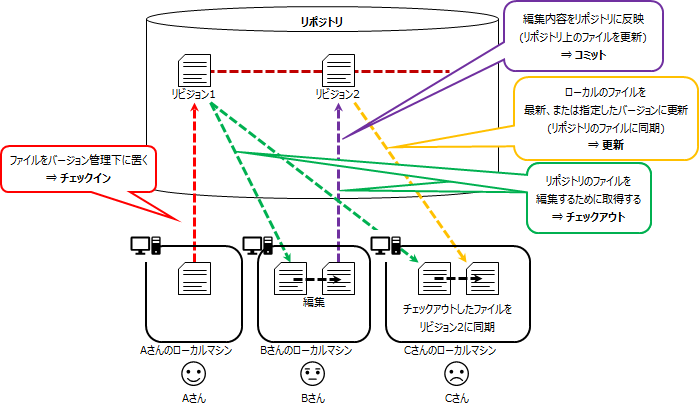 リポジトリ
編集内容をリポジトリに反映
(リポジトリ上のファイルを更新)
⇒ コミット
リビジョン1
リビジョン2
ローカルのファイルを
最新、または指定したバージョンに更新
(リポジトリのファイルに同期)
⇒ 更新
ファイルをバージョン管理下に置く
⇒ チェックイン
リポジトリのファイルを
編集するために取得する
⇒ チェックアウト
編集
チェックアウトしたファイルを
リビジョン2に同期
Aさんのローカルマシン
Bさんのローカルマシン
Cさんのローカルマシン
Aさん
Bさん
Cさん